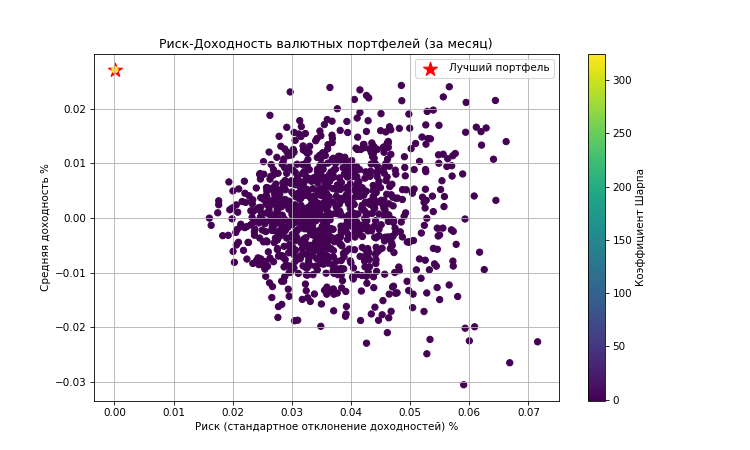 Риск-Доходность валютных портфелей (за месяц)
Лучший портфель
Средняя доходность %
0.02
0.01
0.00
−0.01
−0.02
−0.03
0.00 0.01 0.02 0.03 0.04 0.05 0.06 0.07
Риск (стандартное отклонение доходностей) %
300
250
200
150
100
50
0
Коэффициент Шарпа